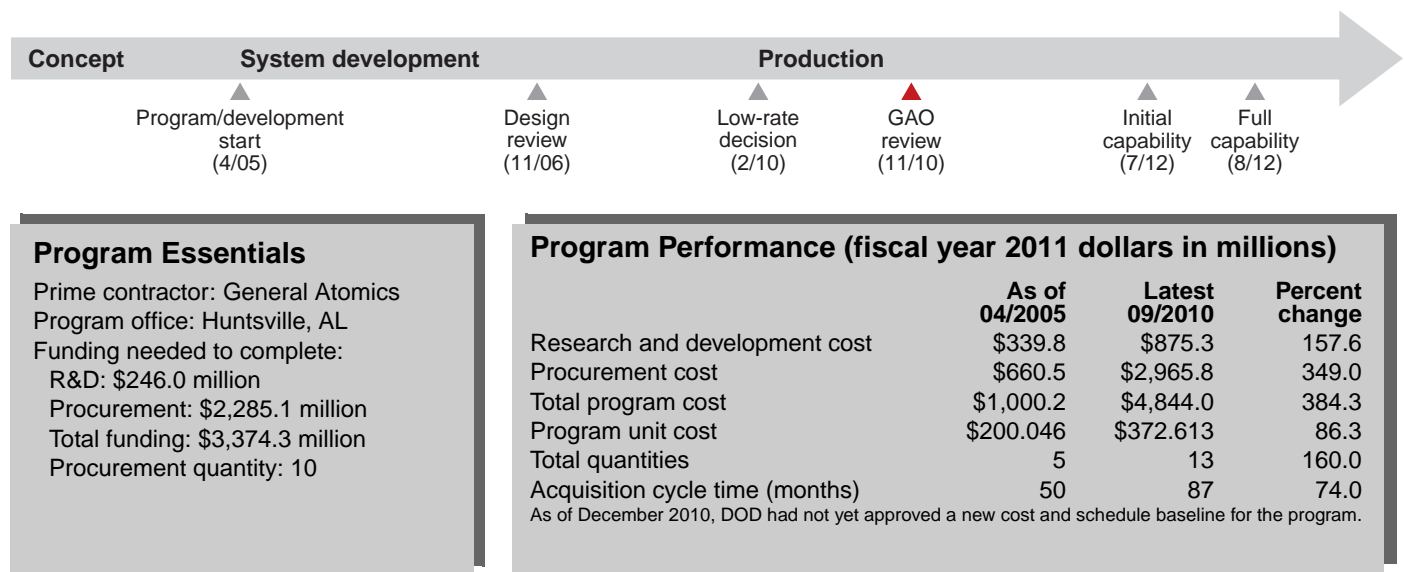 Concept System development Production
Program/development start (4/05)
Design review (11/06)
Low-rate decision (2/10)
GAO review (11/10)
Initial capability (7/12)
Full capability (8/12)
Program Essentials
Prime contractor: General Atomics
Program office: Huntsville, AL
Funding needed to complete:
R&D: $246.0 million
Procurement: $2,285.1 million
Total funding: $3,374.3 million
Procurement quantity: 10
Program Performance (fiscal year 2011 dollars in millions)
As of 04/2005 Latest 09/2010 Percent change
Research and development cost $339.8 $875.3 157.6
Procurement cost $660.5 $2,965.8 349.0
Total program cost $1,000.2 $4,844.0 384.3
Program unit cost $200.046 $372.613 86.3
Total quantities 5 13 160.0
Acquisition cycle time (months) 50 87 74.0
As of December 2010, DOD had not yet approved a new cost and schedule baseline for the program.